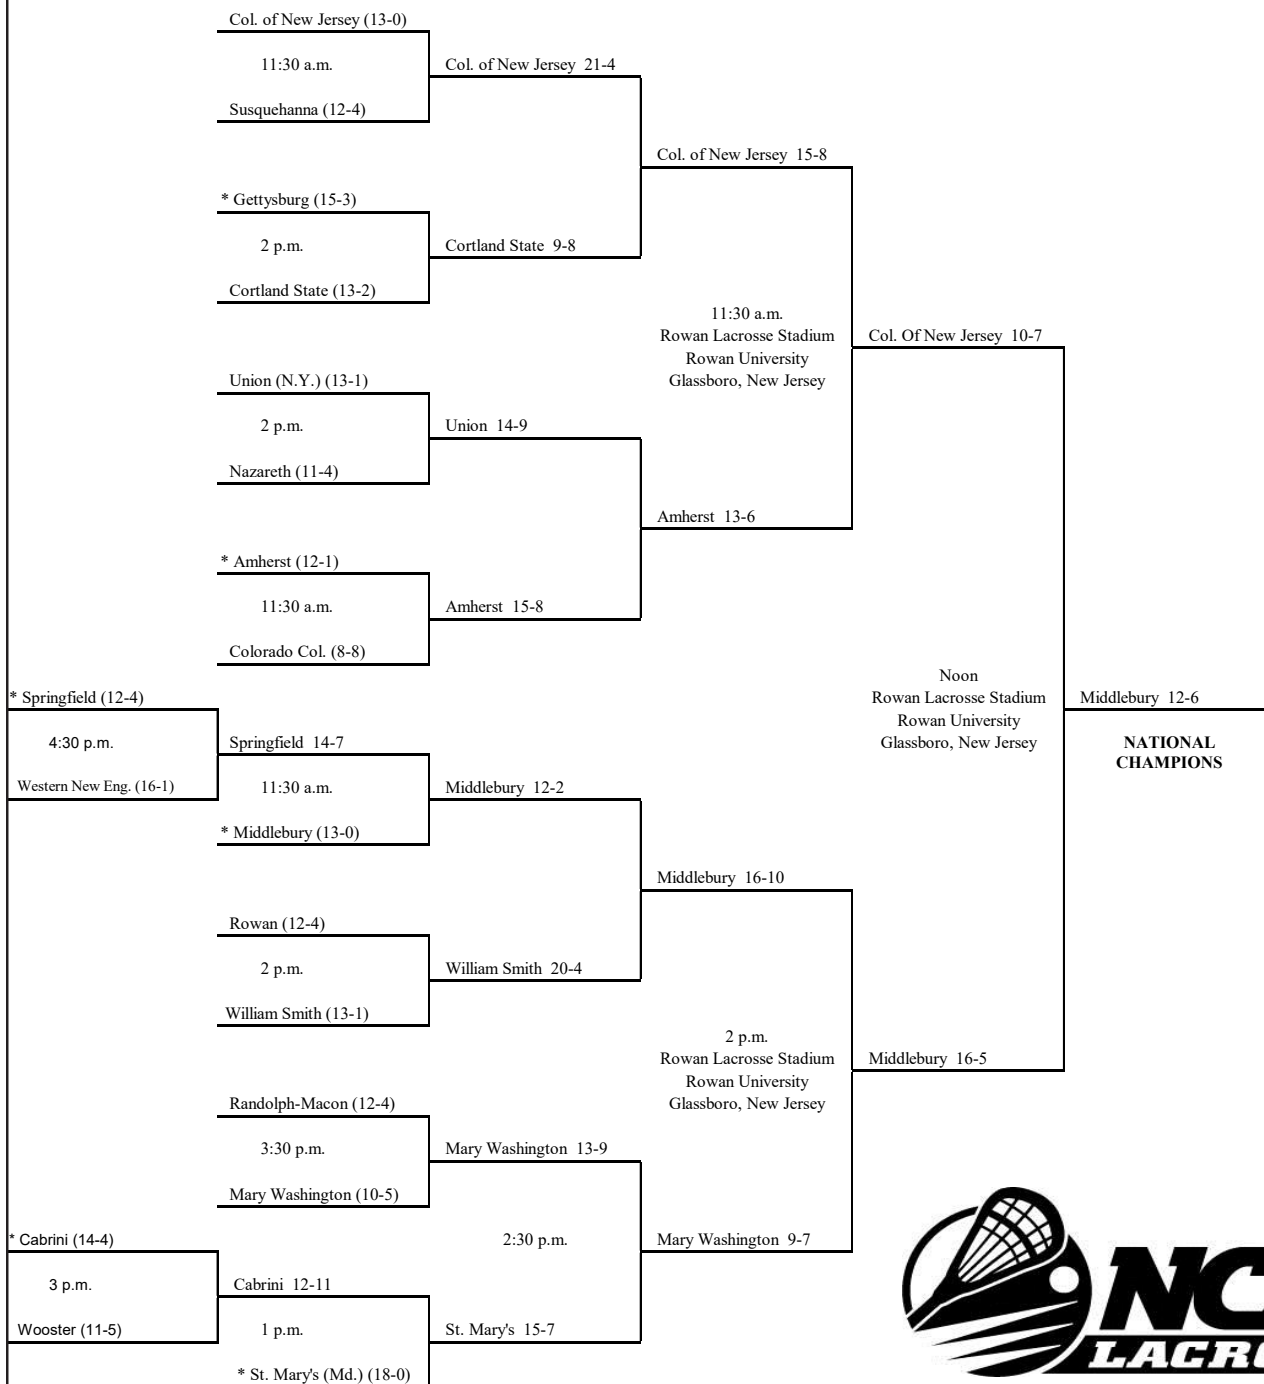 Col. of New Jersey (13-0)
11:30 a.m.
Col. of New Jersey 21-4
Susquehanna (12-4)
Col. of New Jersey 15-8
* Gettysburg (15-3)
2 p.m.
Cortland State 9-8
Cortland State (13-2)
11:30 a.m.
Rowan Lacrosse Stadium
Rowan University
Glassboro, New Jersey
Col. Of New Jersey 10-7
Union (N.Y.) (13-1)
2 p.m.
Union 14-9
Nazareth (11-4)
Amherst 13-6
* Amherst (12-1)
11:30 a.m.
Amherst 15-8
Colorado Col. (8-8)
Noon
Rowan Lacrosse Stadium
Rowan University
Glassboro, New Jersey
Middlebury 12-6
NATIONAL
CHAMPIONS
* Springfield (12-4)
4:30 p.m.
Springfield 14-7
Western New Eng. (16-1)
11:30 a.m.
Middlebury 12-2
* Middlebury (13-0)
Middlebury 16-10
Rowan (12-4)
2 p.m.
William Smith 20-4
William Smith (13-1)
2 p.m.
Rowan Lacrosse Stadium
Rowan University
Glassboro, New Jersey
Middlebury 16-5
Randolph-Macon (12-4)
3:30 p.m.
Mary Washington 13-9
Mary Washington (10-5)
2:30 p.m.
Mary Washington 9-7
* Cabrini (14-4)
3 p.m.
Cabrini 12-11
Wooster (11-5)
1 p.m.
St. Mary's 15-7
* St. Mary's (Md.) (18-0)
NC
LACRO